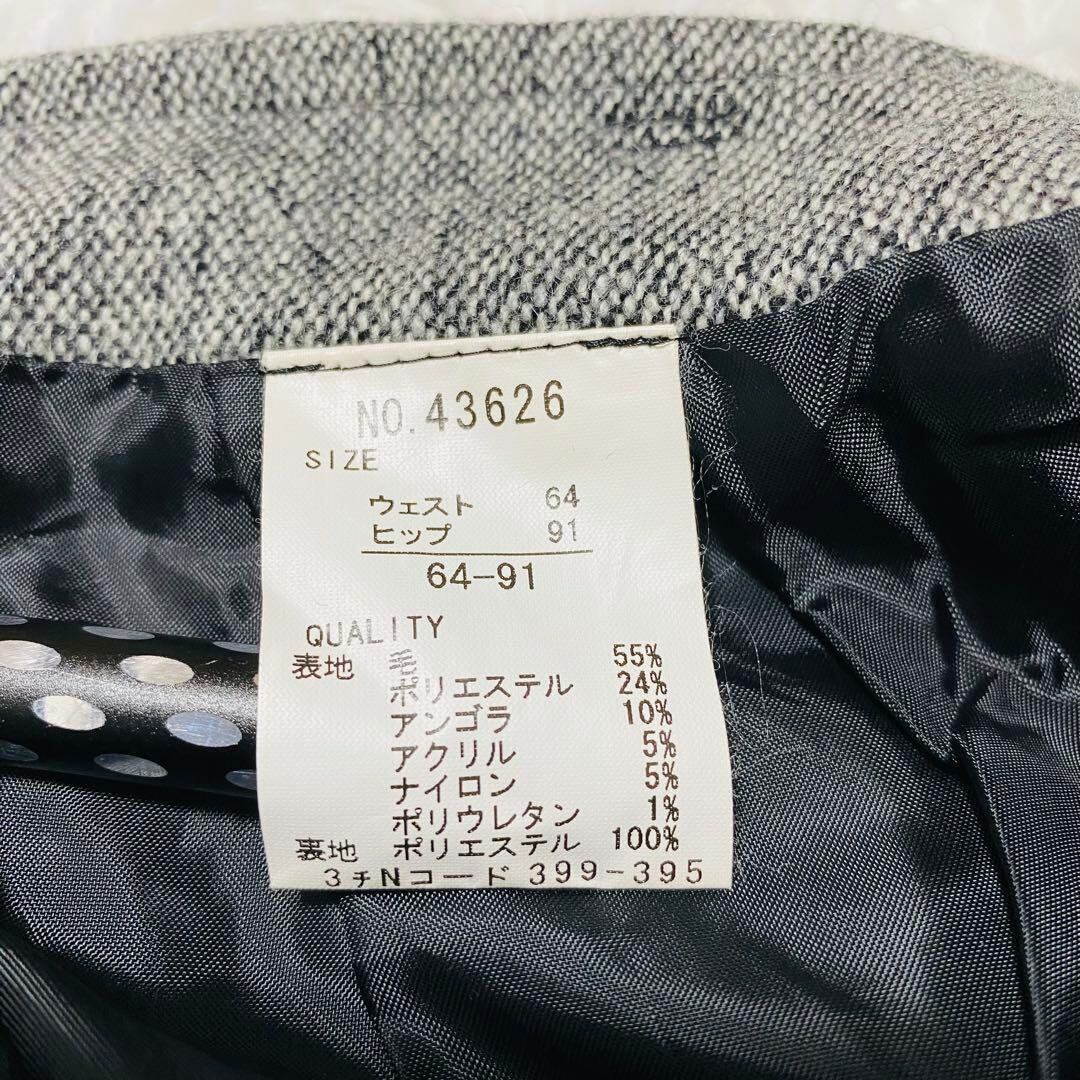 NO.43626
SIZE
ウェスト 64
ヒップ 91
64-91
QUALITY
表地 毛 55%
ポリエステル 24%
アンゴラ 10%
アクリル 5%
ナイロン 5%
ポリウレタン 1%
裏地 ポリエステル 100%
3チNコード 399-395